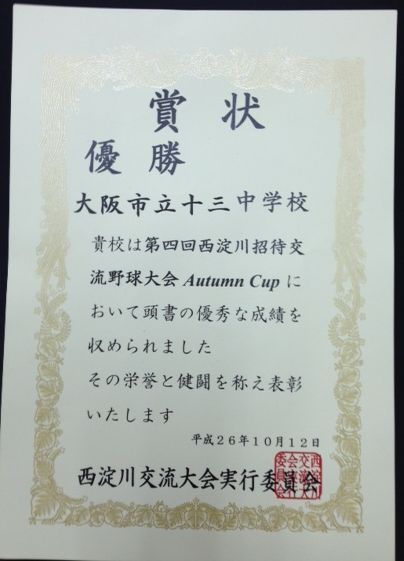 賞状
優勝
大阪市立十三中学校
貴校は第四回西淀川招待交
流野球大会 Autumn Cup に
おいて頭書の優秀な成績を
収められました
その栄誉と健闘を称え表彰
いたします
平成26年10月12日
西淀川交流大会実行委員会